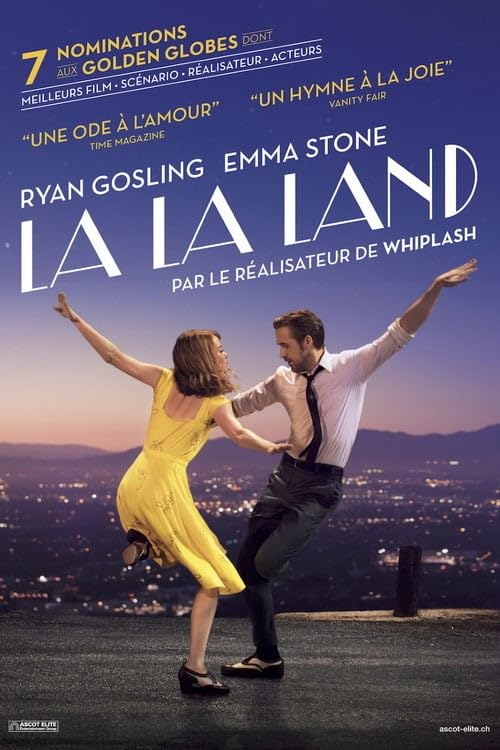 7 NOMINATIONS
AUX GOLDEN GLOBES DONT
MEILLEURS FILM • SCÉNARIO • RÉALISATEUR • ACTEURS
“UNE ODE À L’AMOUR”
TIME MAGAZINE
“UN HYMNE À LA JOIE”
VANITY FAIR
RYAN GOSLING EMMA STONE
LA LA LAND
PAR LE RÉALISATEUR DE WHIPLASH
ASCOT ELITE
Entertainment Group
ascot-elite.ch